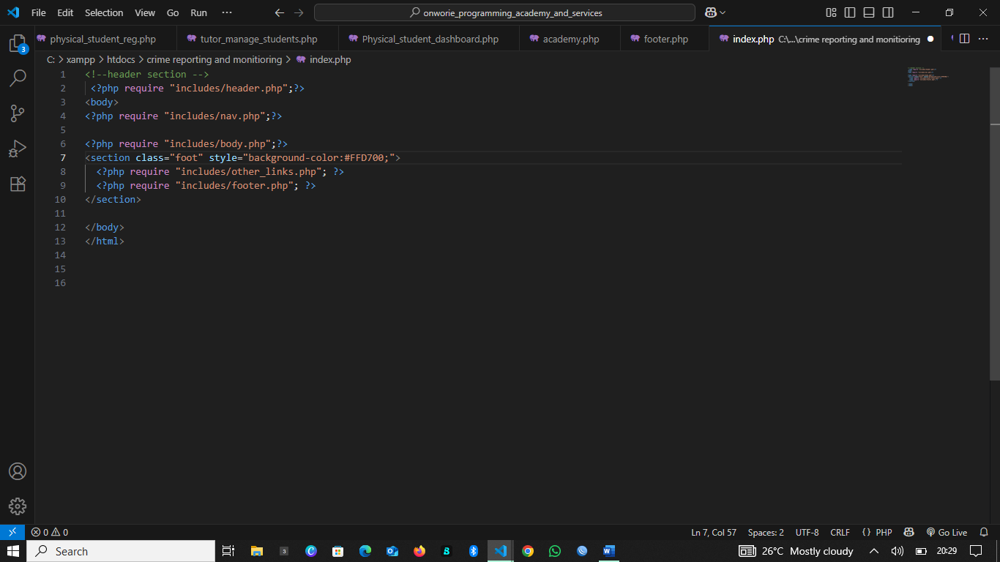 File Edit Selection View Go Run ··· onworie_programming_academy_and_services
physical_student_reg.php tutor_manage_students.php Physical_student_dashboard.php academy.php footer.php index.php C:\...\crime reporting and monitoring
C: > xampp > htdocs > crime reporting and monitoring > index.php
3
1 <!--header section -->
2 <?php require "includes/header.php";?>
3 <body>
4 <?php require "includes/nav.php";?>
5
6 <?php require "includes/body.php";?>
7 <section class="foot" style="background-color:#FFD700;">
8 <?php require "includes/other_links.php"; ?>
9 <?php require "includes/footer.php"; ?>
10 </section>
11
12 </body>
13 </html>
14
15
16
0 0 Ln 7, Col 57 Spaces: 2 UTF-8 CRLF {} PHP Go Live
Search 26°C Mostly cloudy 20:29